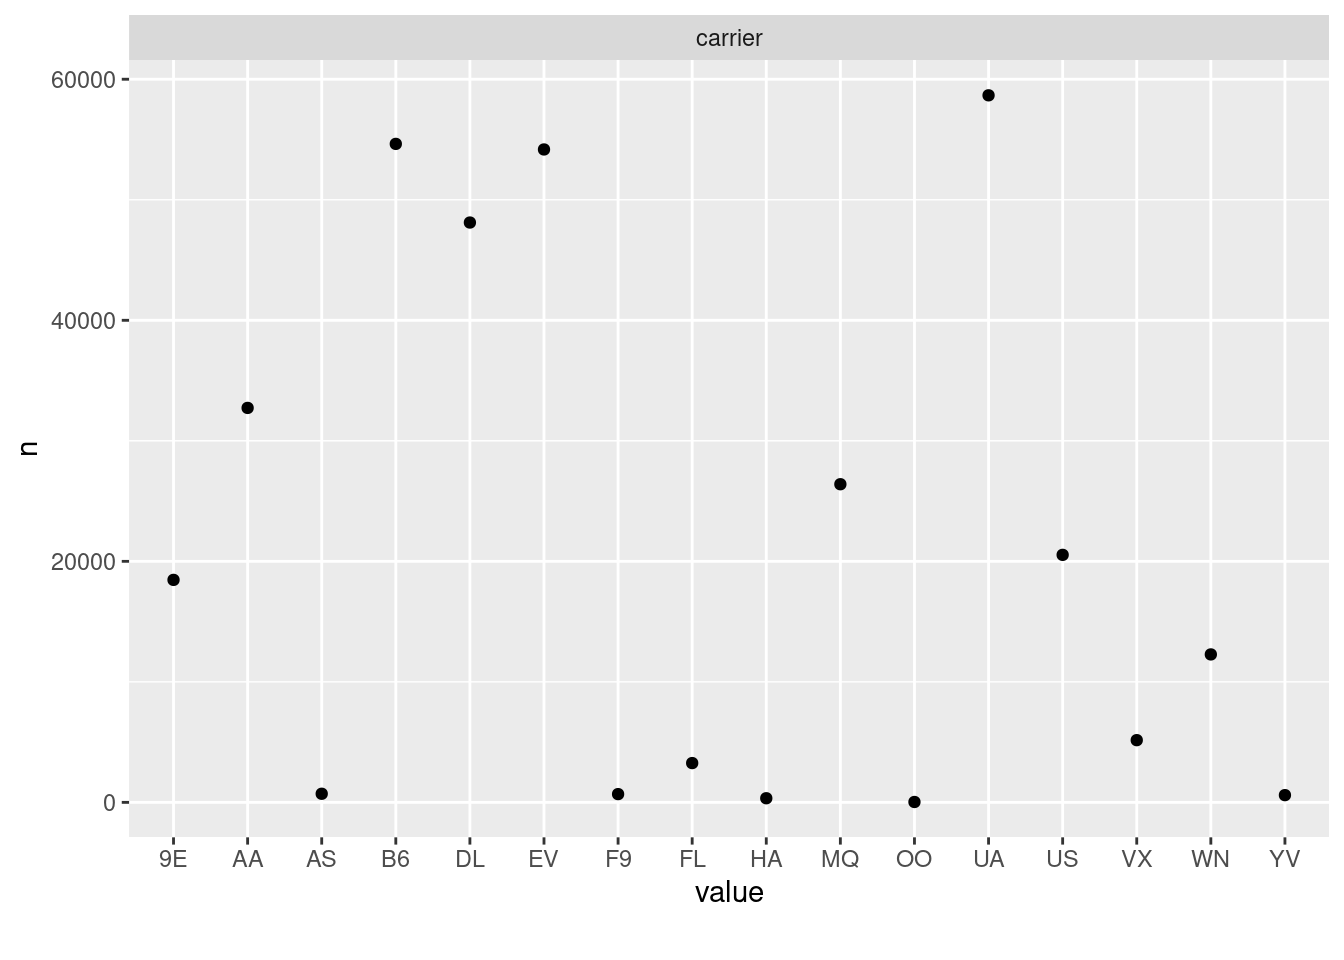 carrier
60000
40000
20000
0
n
9E AA AS B6 DL EV F9 FL HA MQ OO UA US VX WN YV
value